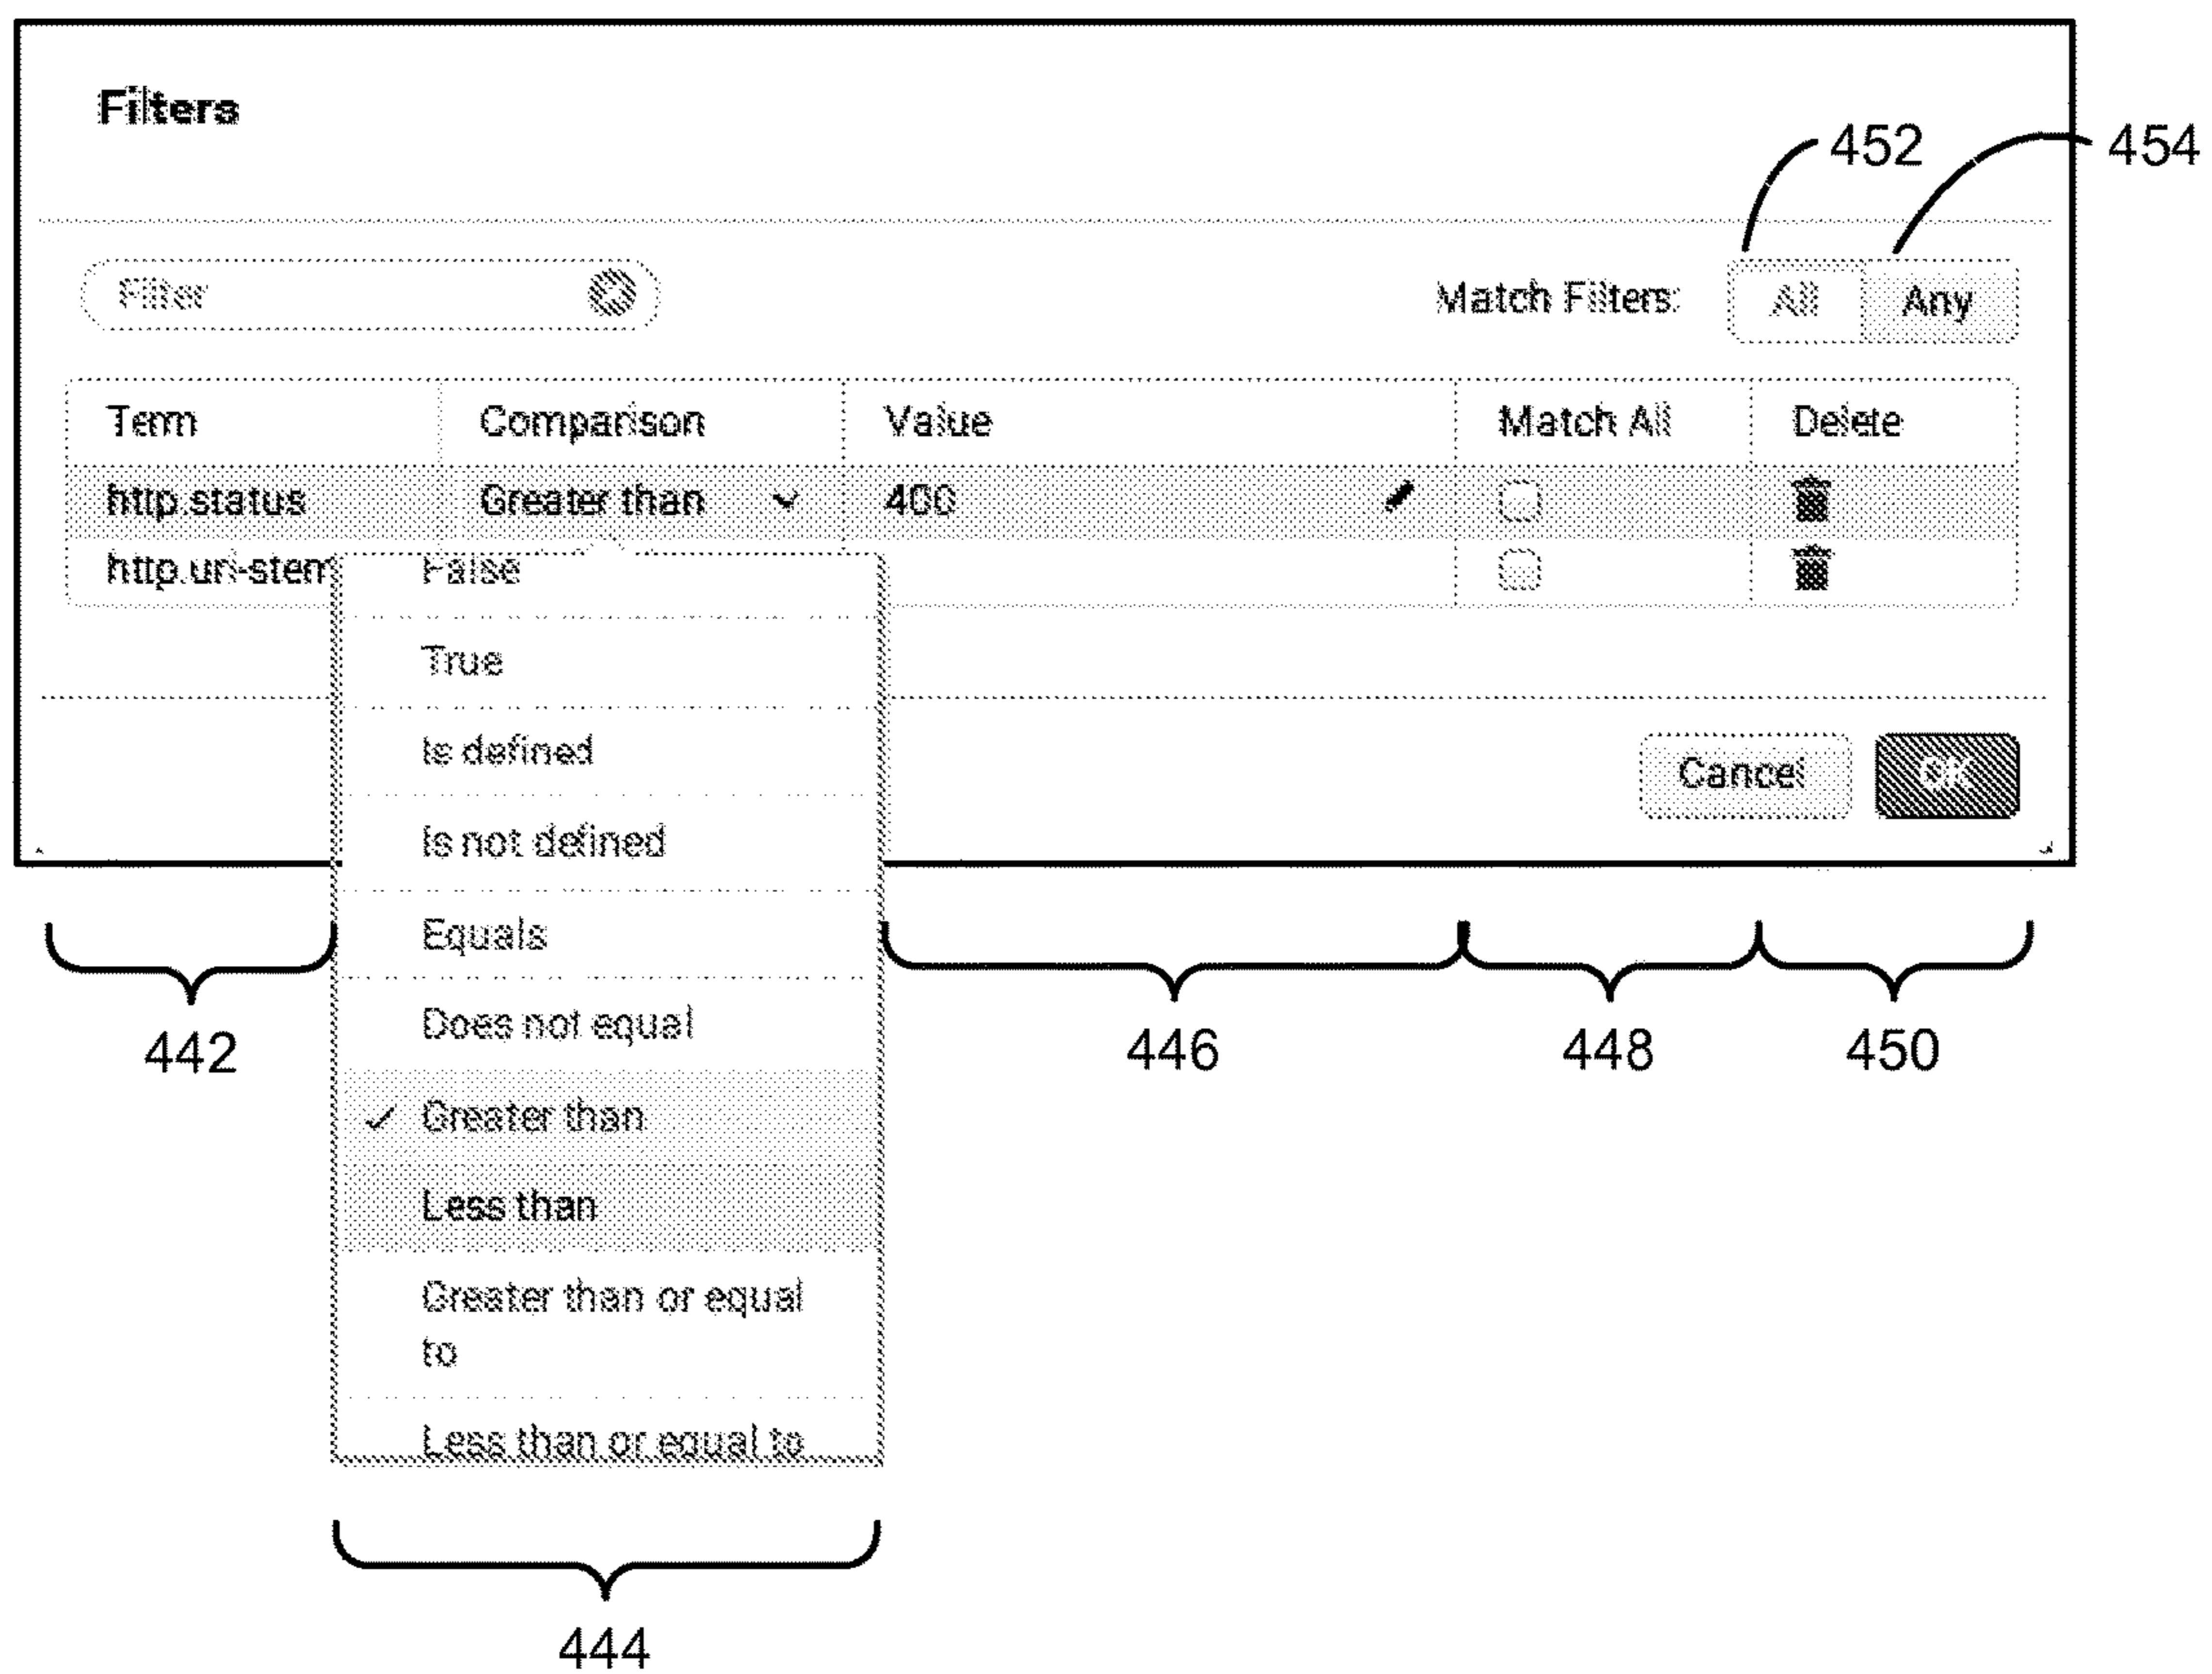 Filters
452
454
Filter
Match Filters: All Any
Term Comparison Value Match All Delete
http.status Greater than 400
http.uri-stem
False
True
Is defined
Is not defined
Cancel OK
Equals
Does not equal
Greater than
Less than
Greater than or equal
to
Less than or equal to
442
446
448
450
444